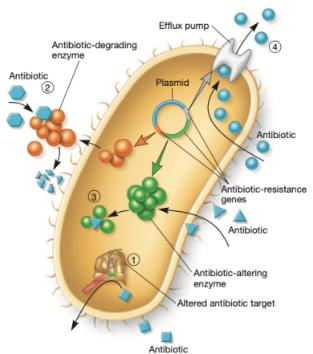 Efflux pump
④
Antibiotic-degrading
enzyme
Antibiotic
②
Plasmid
Antibiotic
③
Antibiotic-resistance
genes
Antibiotic
①
Antibiotic-altering
enzyme
Altered antibiotic target
Antibiotic